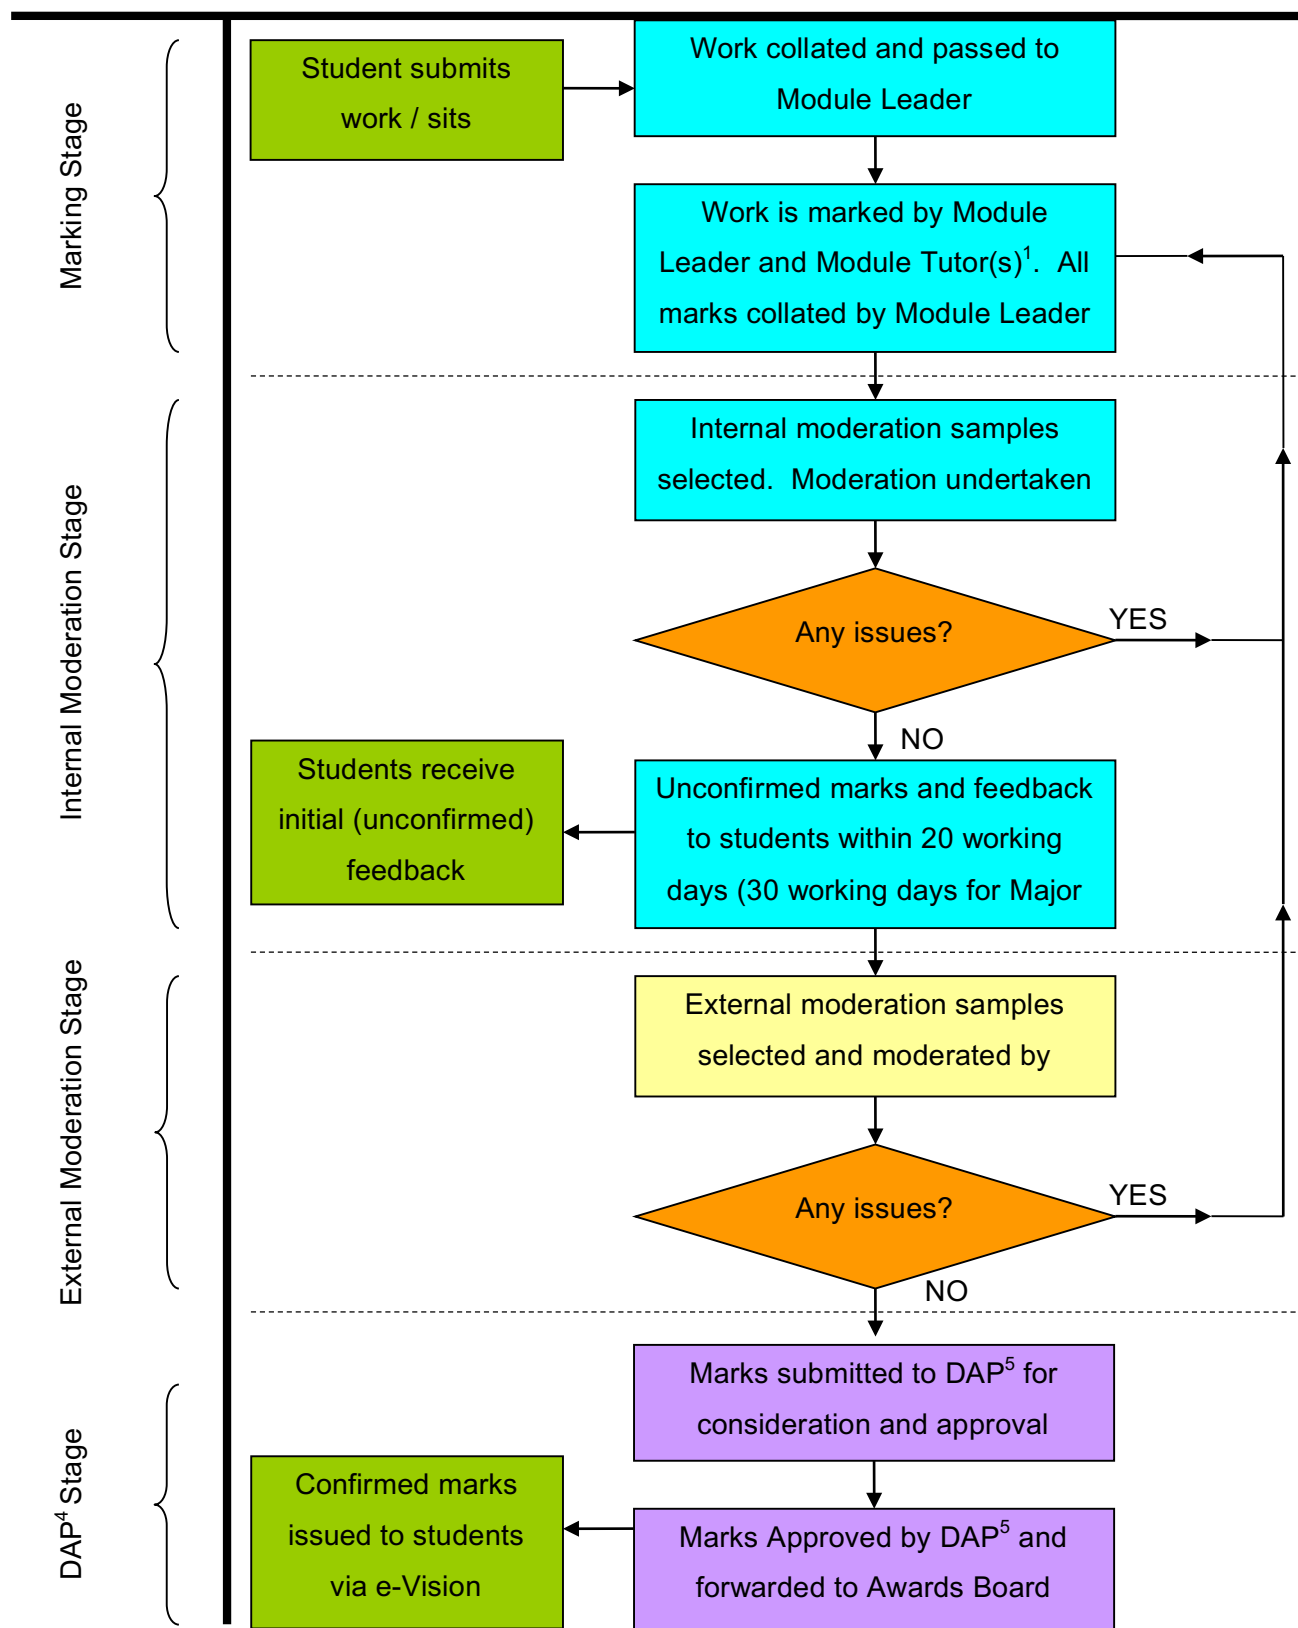 Marking Stage
Student submits
work / sits
Work collated and passed to
Module Leader
Work is marked by Module
Leader and Module Tutor(s)¹.  All
marks collated by Module Leader
Internal Moderation Stage
Internal moderation samples
selected.  Moderation undertaken
Any issues?
YES
NO
Students receive
initial (unconfirmed)
feedback
Unconfirmed marks and feedback
to students within 20 working
days (30 working days for Major
External Moderation Stage
External moderation samples
selected and moderated by
Any issues?
YES
NO
DAP⁴ Stage
Marks submitted to DAP⁵ for
consideration and approval
Confirmed marks
issued to students
via e-Vision
Marks Approved by DAP⁵ and
forwarded to Awards Board